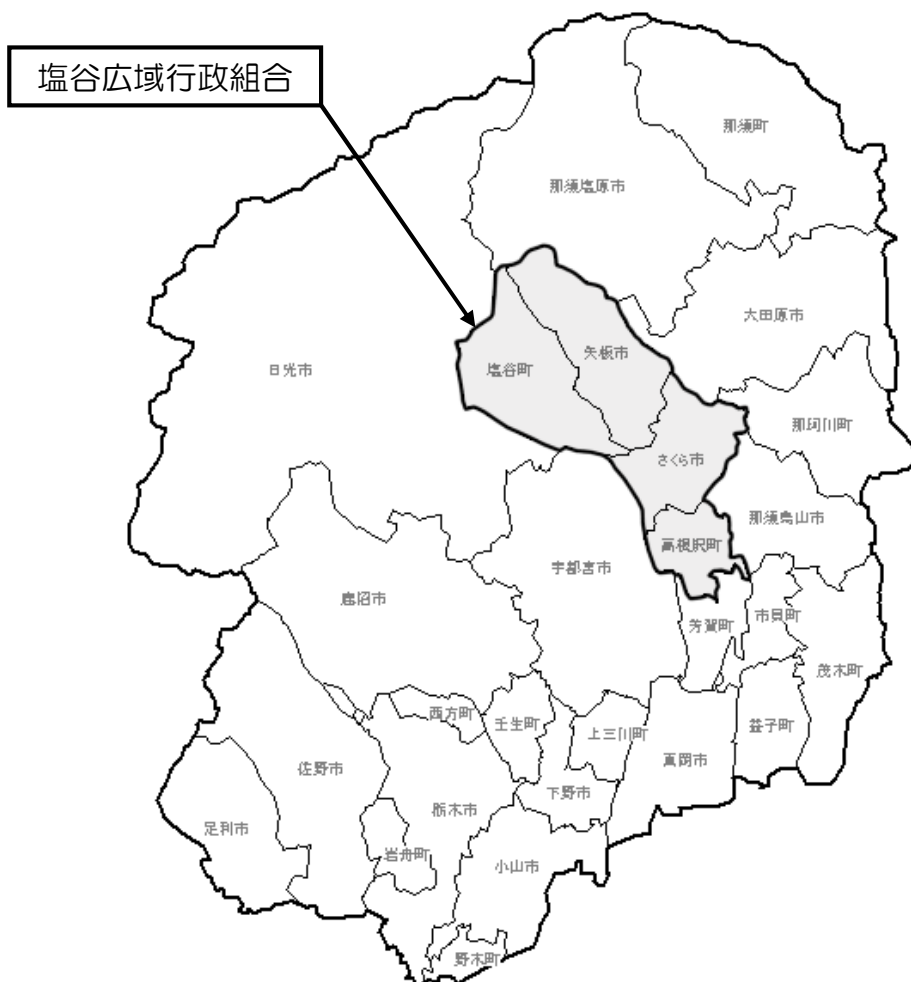 塩谷広域行政組合
那須町
那須塩原市
大田原市
矢板市
日光市
塩谷町
那珂川町
さくら市
那須烏山市
高根沢町
宇都宮市
鹿沼市
芳賀町
市貝町
茂木町
西方町
壬生町
上三川町
益子町
真岡市
佐野市
下野市
栃木市
足利市
岩舟町
小山市
野木町